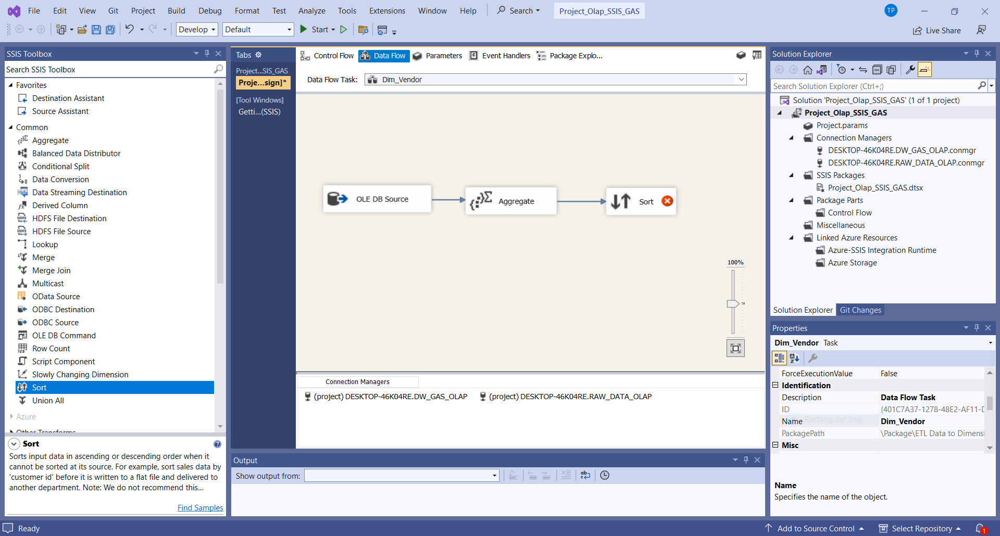 File Edit View Git Project Build Debug Format Test Analyze Tools Extensions Window Help Search Project_Olap_SSIS_GAS TP
Develop Default Start Live Share
SSIS Toolbox
Search SSIS Toolbox
Favorites
Destination Assistant
Source Assistant
Common
Aggregate
Balanced Data Distributor
Conditional Split
Data Conversion
Data Streaming Destination
Derived Column
HDFS File Destination
HDFS File Source
Lookup
Merge
Merge Join
Multicast
OData Source
ODBC Destination
ODBC Source
OLE DB Command
Row Count
Script Component
Slowly Changing Dimension
Sort
Union All
Azure
Other Transforms
Sort
Sorts input data in ascending or descending order when it
cannot be sorted at its source. For example, sort sales data by
'customer id' before it is written to a flat file and delivered to
another department. Note: We do not recommend this...
Find Samples
Tabs
Project...SIS_GAS
Proje...sign]*
[Tool Windows]
Getti...(SSIS)
Control Flow Data Flow Parameters Event Handlers Package Explo...
Data Flow Task: Dim_Vendor
OLE DB Source
Aggregate
Sort
100%
Connection Managers
(project) DESKTOP-46K04RE.DW_GAS_OLAP (project) DESKTOP-46K04RE.RAW_DATA_OLAP
Output
Show output from:
Solution Explorer
Search Solution Explorer (Ctrl+;)
Solution 'Project_Olap_SSIS_GAS' (1 of 1 project)
Project_Olap_SSIS_GAS
Project.params
Connection Managers
DESKTOP-46K04RE.DW_GAS_OLAP.conmgr
DESKTOP-46K04RE.RAW_DATA_OLAP.conmgr
SSIS Packages
Project_Olap_SSIS_GAS.dtsx
Package Parts
Control Flow
Miscellaneous
Linked Azure Resources
Azure-SSIS Integration Runtime
Azure Storage
Solution Explorer Git Changes
Properties
Dim_Vendor Task
ForceExecutionValue False
Identification
Description Data Flow Task
ID {401C7A37-1278-48E2-AF11-D
Rectangular Snip
Name Dim_Vendor
PackagePath \Package\ETL Data to Dimensi
Misc
Name
Specifies the name of the object.
Ready
Add to Source Control Select Repository 1